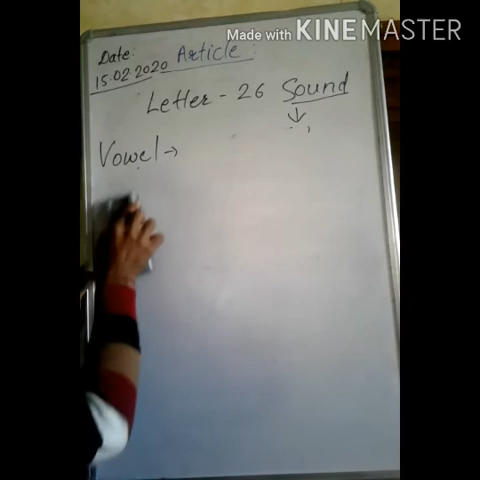 Made with KINEMASTER
Date:
15.02.2020 Article:
Letter - 26 Sound
↓
Vowel →